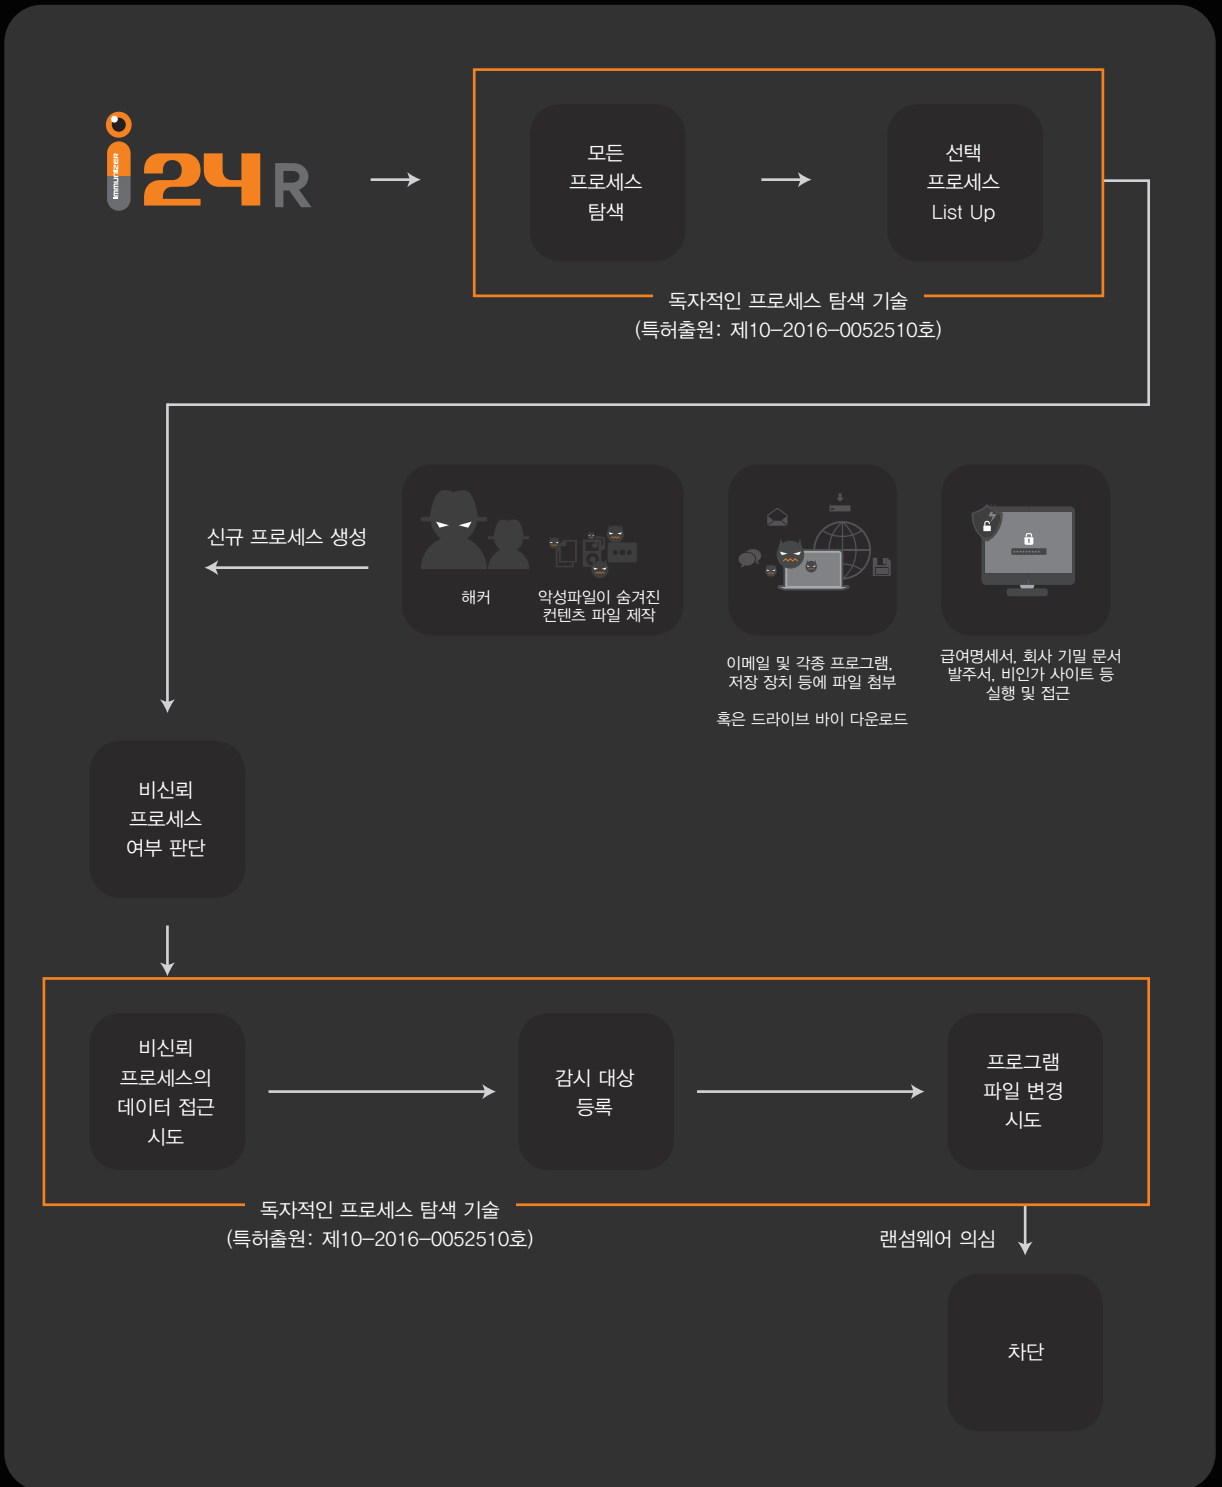 immunizer
i24 R
모든
프로세스
탐색
선택
프로세스
List Up
독자적인 프로세스 탐색 기술
(특허출원: 제10-2016-0052510호)
신규 프로세스 생성
해커
악성파일이 숨겨진
컨텐츠 파일 제작
이메일 및 각종 프로그램,
저장 장치 등에 파일 첨부
혹은 드라이브 바이 다운로드
급여명세서, 회사 기밀 문서
발주서, 비인가 사이트 등
실행 및 접근
비신뢰
프로세스
여부 판단
비신뢰
프로세스의
데이터 접근
시도
감시 대상
등록
프로그램
파일 변경
시도
독자적인 프로세스 탐색 기술
(특허출원: 제10-2016-0052510호)
랜섬웨어 의심
차단